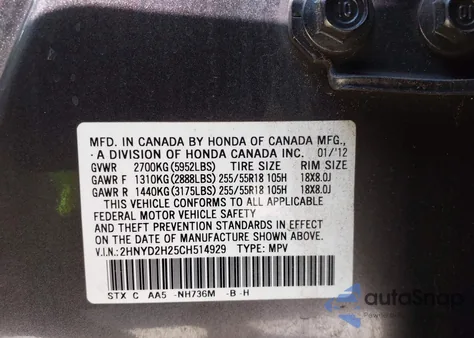 10
01
MFD. IN CANADA BY HONDA OF CANADA MFG.,
A DIVISION OF HONDA CANADA INC. 01/'12
GVWR 2700KG(5952LBS) TIRE SIZE RIM SIZE
GAWR F 1310KG(2888LBS) 255/55R18 105H 18X8.0J
GAWR R 1440KG(3175LBS) 255/55R18 105H 18X8.0J
THIS VEHICLE CONFORMS TO ALL APPLICABLE
FEDERAL MOTOR VEHICLE SAFETY
AND THEFT PREVENTION STANDARDS IN EFFECT ON
THE DATE OF MANUFACTURE SHOWN ABOVE.
V.I.N.: 2HNYD2H25CH514929 TYPE: MPV
STX C AA5 -NH736M -B -H
autoSnap